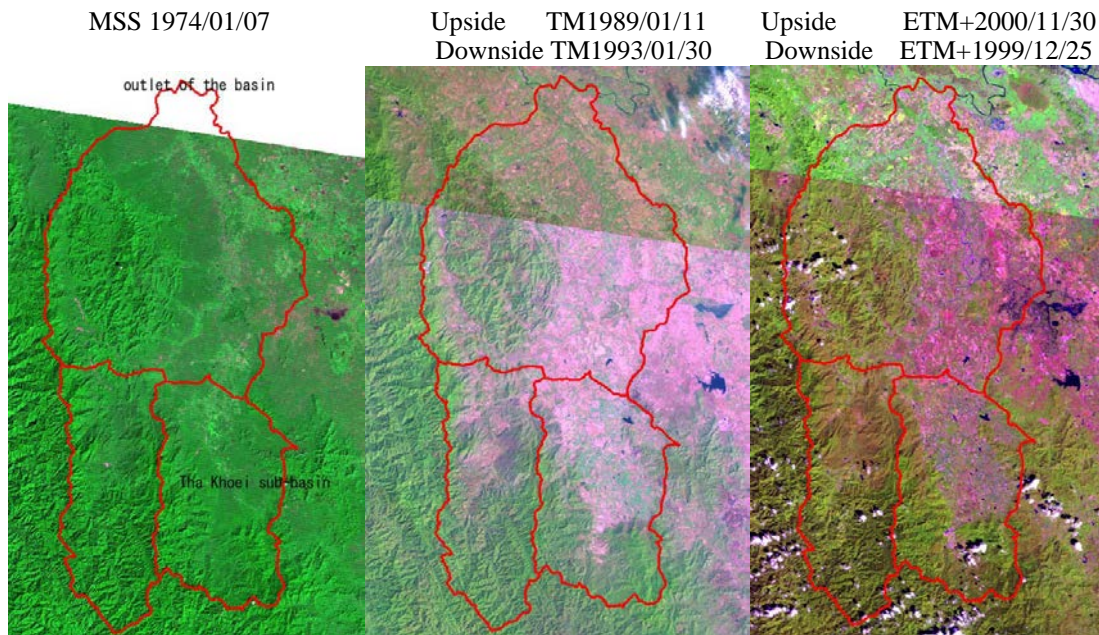 MSS 1974/01/07
Upside TM1989/01/11
Downside TM1993/01/30
Upside ETM+2000/11/30
Downside ETM+1999/12/25
outlet of the basin
Tha Khoei sub-basin